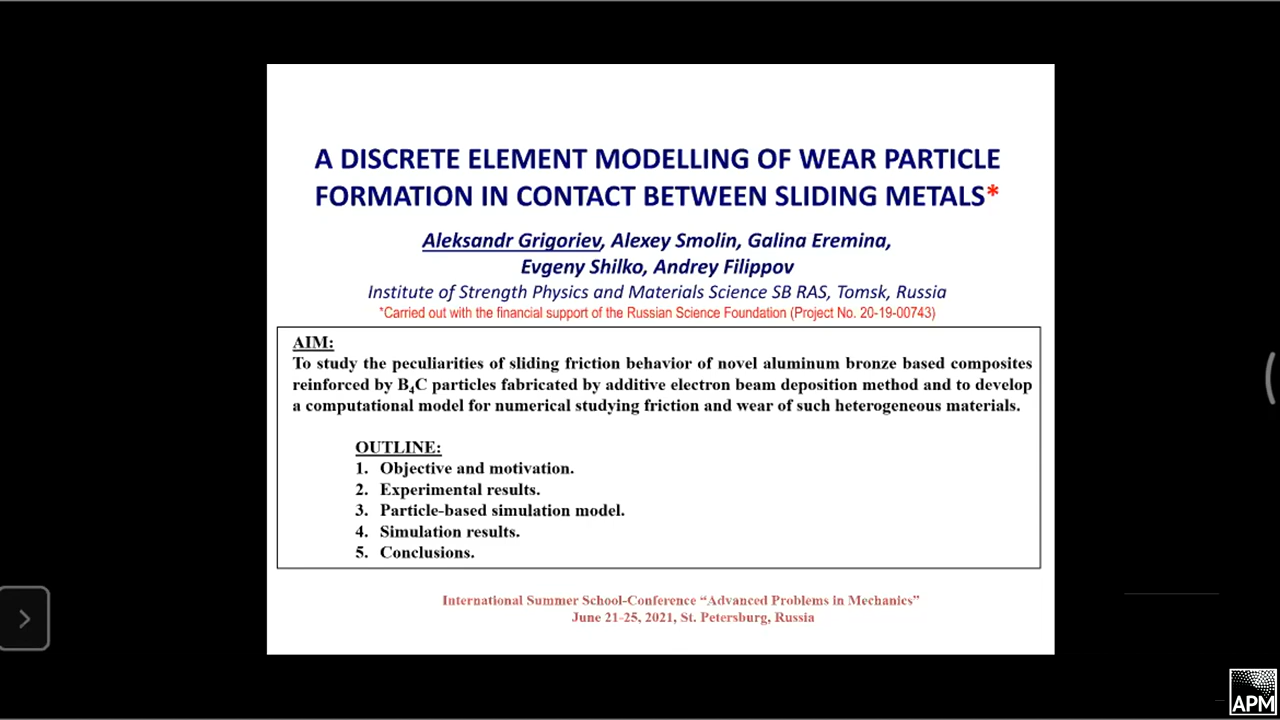 A DISCRETE ELEMENT MODELLING OF WEAR PARTICLE
FORMATION IN CONTACT BETWEEN SLIDING METALS*
Aleksandr Grigoriev, Alexey Smolin, Galina Eremina,
Evgeny Shilko, Andrey Filippov
Institute of Strength Physics and Materials Science SB RAS, Tomsk, Russia
*Carried out with the financial support of the Russian Science Foundation (Project No. 20-19-00743)
AIM:
To study the peculiarities of sliding friction behavior of novel aluminum bronze based composites
reinforced by B₄C particles fabricated by additive electron beam deposition method and to develop
a computational model for numerical studying friction and wear of such heterogeneous materials.
OUTLINE:
1. Objective and motivation.
2. Experimental results.
3. Particle-based simulation model.
4. Simulation results.
5. Conclusions.
International Summer School-Conference “Advanced Problems in Mechanics”
June 21-25, 2021, St. Petersburg, Russia
APM